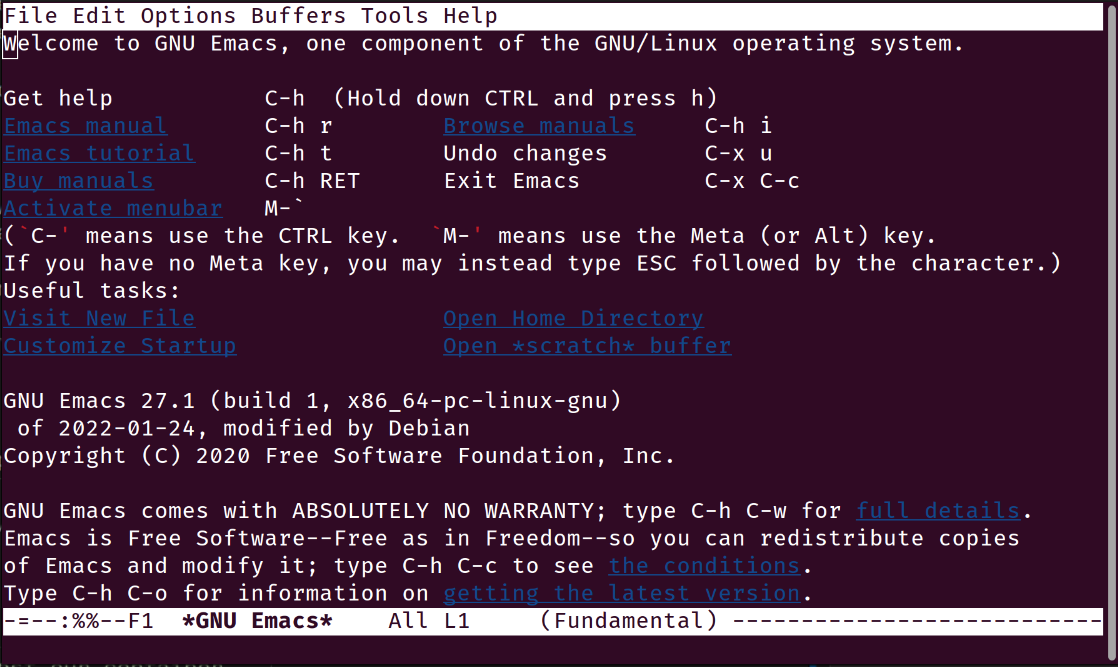 File Edit Options Buffers Tools Help
Welcome to GNU Emacs, one component of the GNU/Linux operating system.
Get help C-h (Hold down CTRL and press h)
Emacs manual C-h r Browse manuals C-h i
Emacs tutorial C-h t Undo changes C-x u
Buy manuals C-h RET Exit Emacs C-x C-c
Activate menubar M-`
(`C-' means use the CTRL key. `M-' means use the Meta (or Alt) key.
If you have no Meta key, you may instead type ESC followed by the character.)
Useful tasks:
Visit New File Open Home Directory
Customize Startup Open *scratch* buffer
GNU Emacs 27.1 (build 1, x86_64-pc-linux-gnu)
of 2022-01-24, modified by Debian
Copyright (C) 2020 Free Software Foundation, Inc.
GNU Emacs comes with ABSOLUTELY NO WARRANTY; type C-h C-w for full details.
Emacs is Free Software--Free as in Freedom--so you can redistribute copies
of Emacs and modify it; type C-h C-c to see the conditions.
Type C-h C-o for information on getting the latest version.
-=--:%%--F1 *GNU Emacs* All L1 (Fundamental) ---------------------------